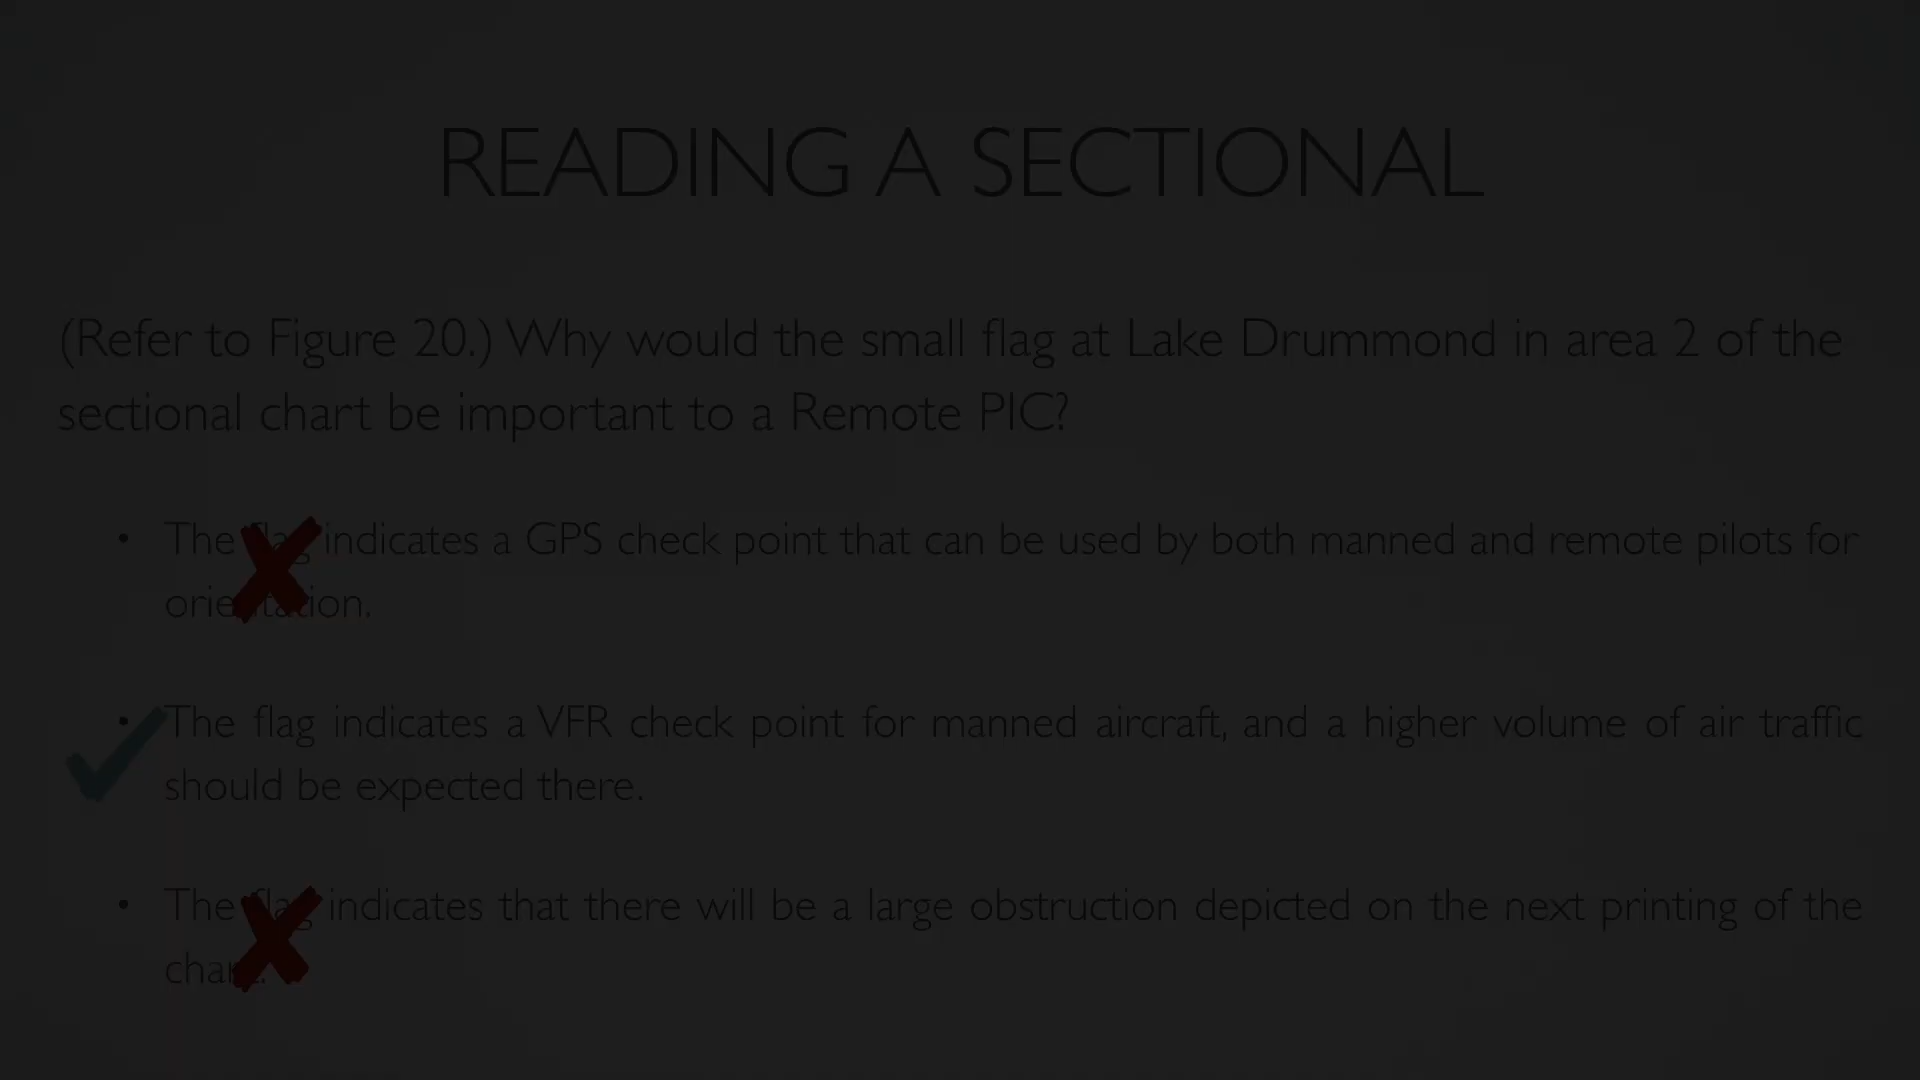 READING A SECTIONAL
(Refer to Figure 20.) Why would the small flag at Lake Drummond in area 2 of the
sectional chart be important to a Remote PIC?
• The flag indicates a GPS check point that can be used by both manned and remote pilots for
orientation.
• The flag indicates a VFR check point for manned aircraft, and a higher volume of air traffic
should be expected there.
• The flag indicates that there will be a large obstruction depicted on the next printing of the
chart.